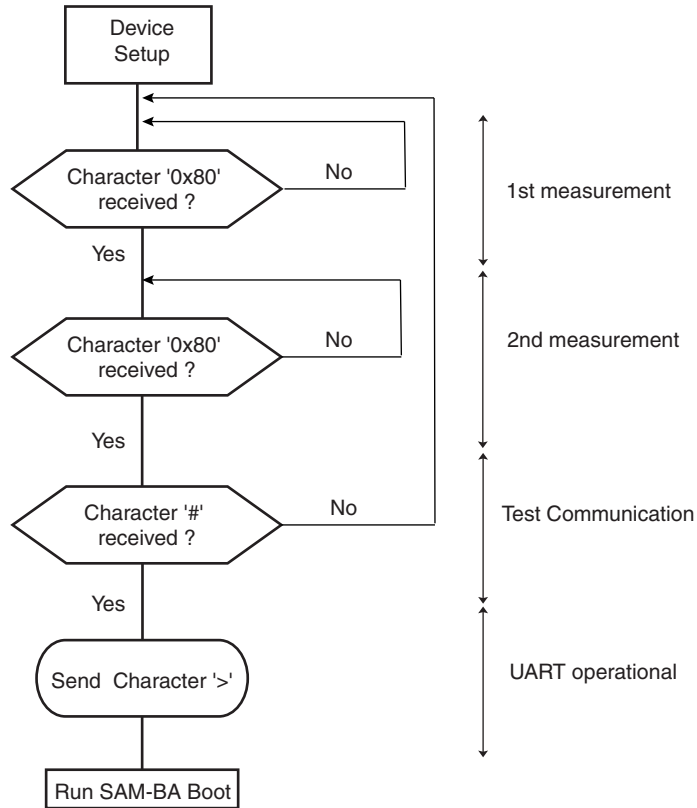 Device
Setup
Character '0x80'
received ?
No
1st measurement
Yes
Character '0x80'
received ?
No
2nd measurement
Yes
Character '#'
received ?
No
Test Communication
Yes
Send  Character '>'
UART operational
Run SAM-BA Boot